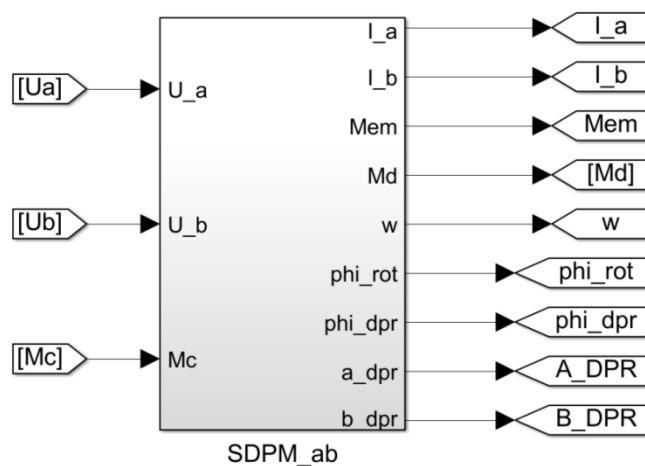 I_a I_a
[Ua] U_a I_b I_b
Mem Mem
Md [Md]
[Ub] U_b w w
phi_rot phi_rot
phi_dpr phi_dpr
[Mc] Mc a_dpr A_DPR
b_dpr B_DPR
SDPM_ab